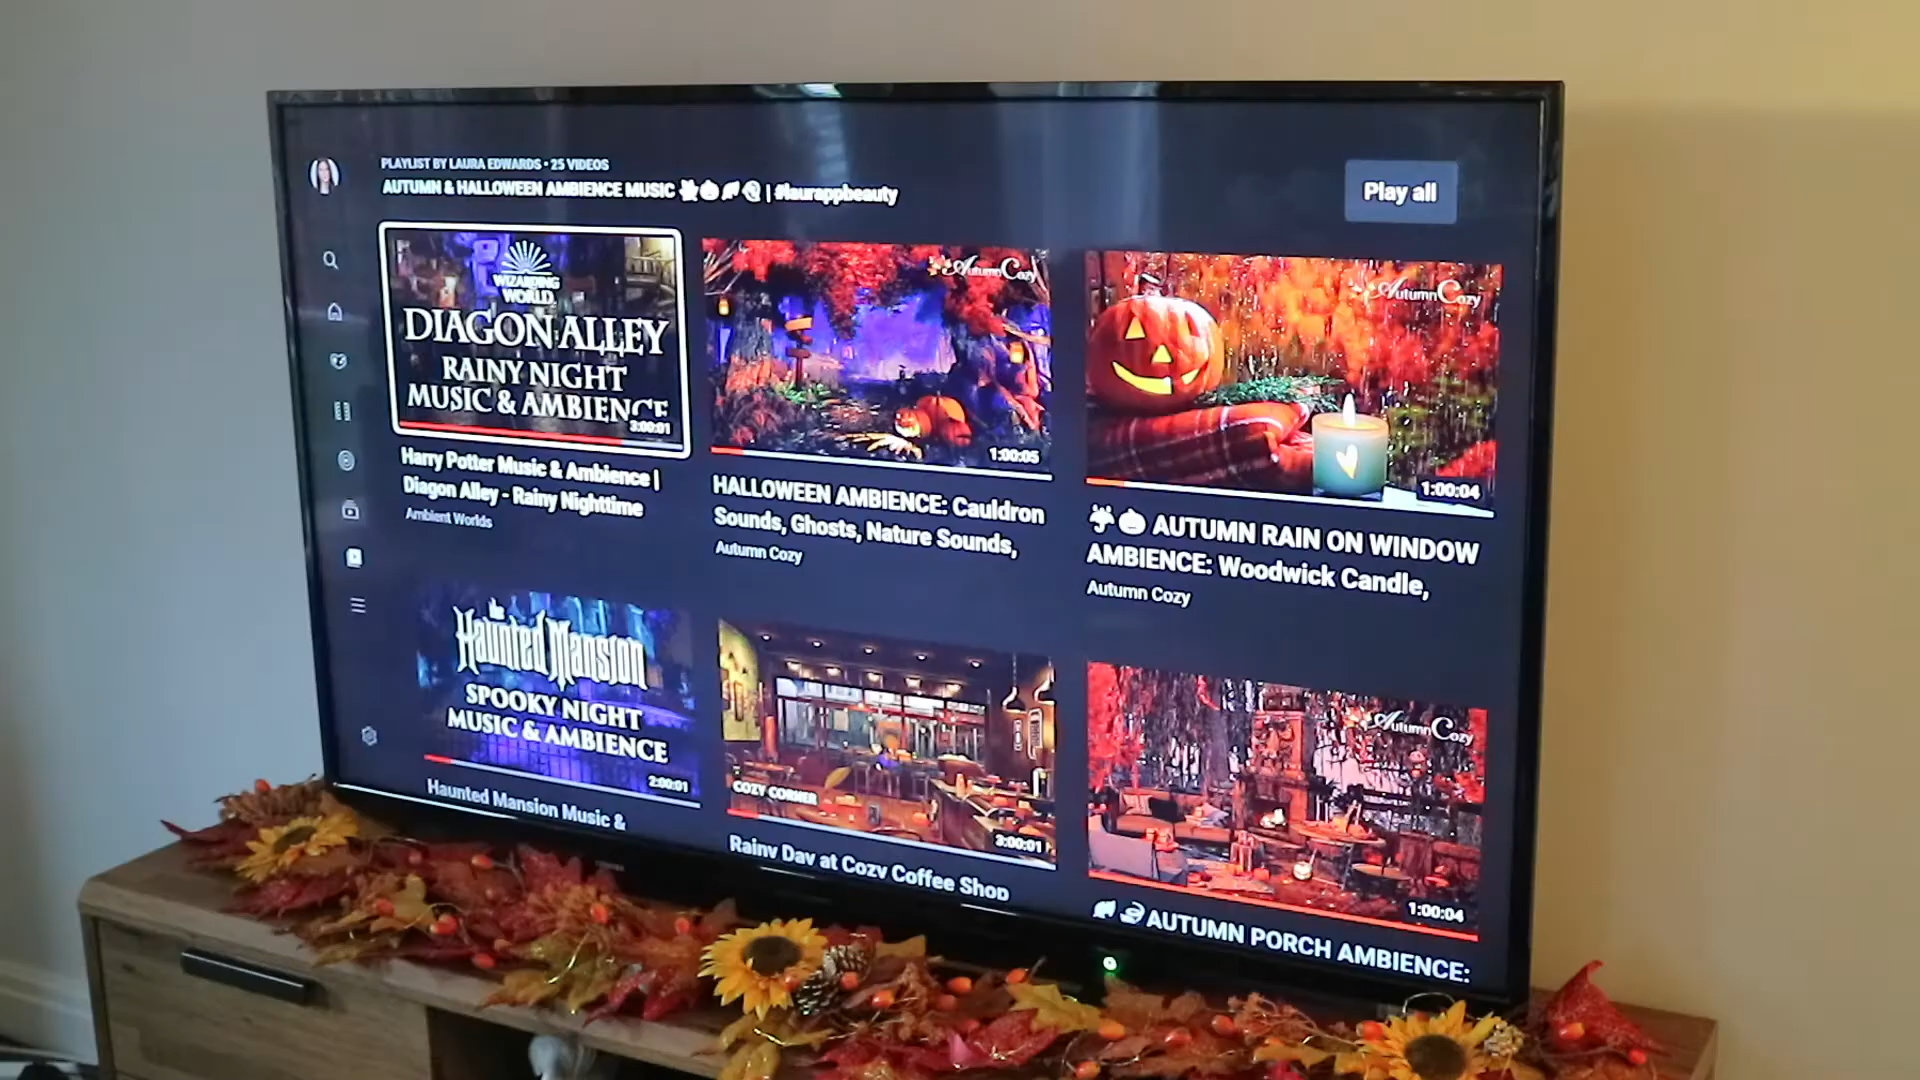 PLAYLIST BY LAURA EDWARDS • 25 VIDEOS
AUTUMN & HALLOWEEN AMBIENCE MUSIC 🍁🎃🍂 | #laurappbeauty
Play all
WIZARDING
WORLD
DIAGON ALLEY
RAINY NIGHT
MUSIC & AMBIENCE
3:00:01
Harry Potter Music & Ambience |
Diagon Alley - Rainy Nighttime
Ambient Worlds
Autumn Cozy
1:00:05
HALLOWEEN AMBIENCE: Cauldron
Sounds, Ghosts, Nature Sounds,
Autumn Cozy
Autumn Cozy
1:00:04
🎃 AUTUMN RAIN ON WINDOW
AMBIENCE: Woodwick Candle,
Autumn Cozy
the
Haunted Mansion
SPOOKY NIGHT
MUSIC & AMBIENCE
2:00:01
Haunted Mansion Music &
COZY CORNER
3:00:01
Rainy Day at Cozy Coffee Shop
Autumn Cozy
1:00:04
🍂 AUTUMN PORCH AMBIENCE: